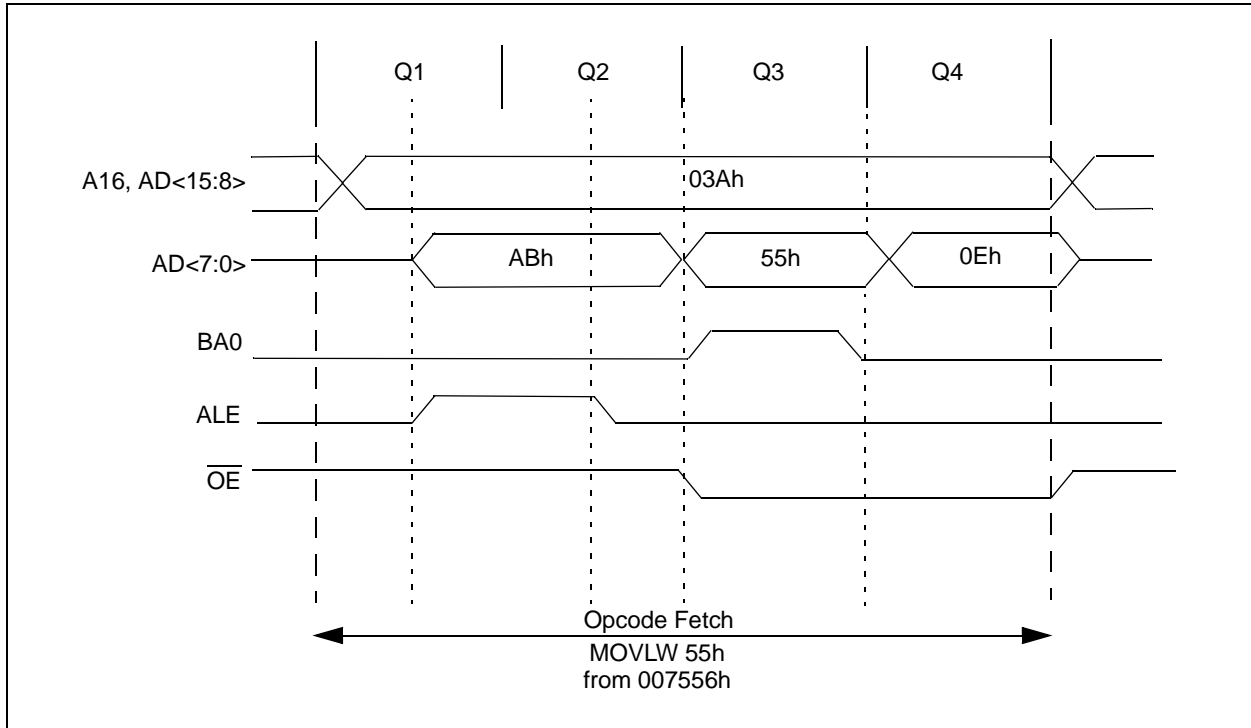 Q1 Q2 Q3 Q4
A16, AD<15:8> 03Ah
AD<7:0> ABh 55h 0Eh
BA0
ALE
OE
Opcode Fetch
MOVLW 55h
from 007556h